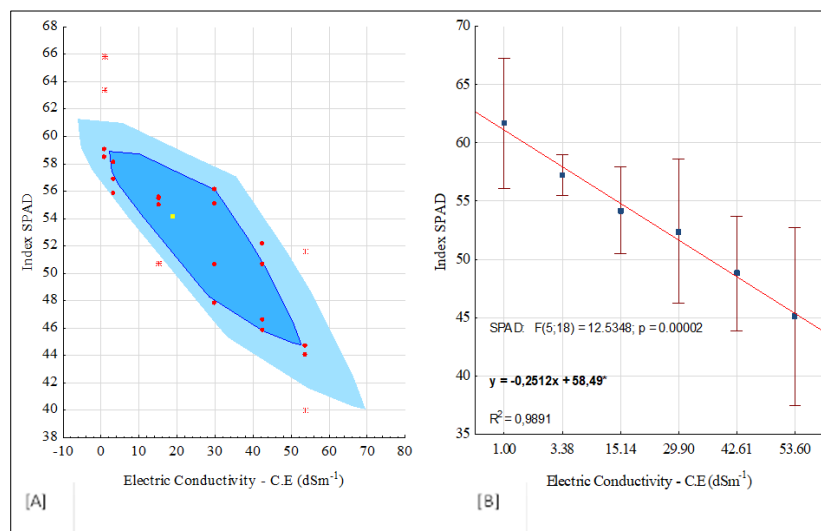 68
66
64
62
60
58
56
54
52
50
48
46
44
42
40
38
Index SPAD
-10 0 10 20 30 40 50 60 70 80
Electric Conductivity - C.E (dSm-1)
[A]
70
65
60
55
50
45
40
35
Index SPAD
SPAD: F(5;18) = 12.5348; p = 0.00002
y = -0,2512x + 58,49*
R² = 0,9891
1.00 3.38 15.14 29.90 42.61 53.60
Electric Conductivity - C.E (dSm-1)
[B]